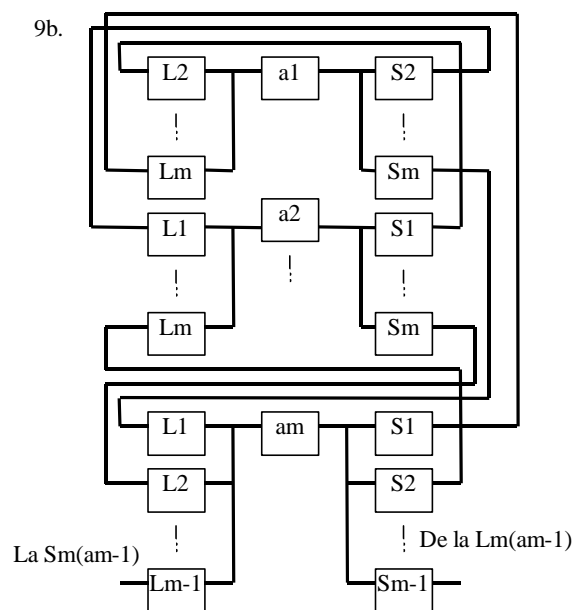 9b.
L2 a1 S2
Lm Sm
L1 a2 S1
Lm Sm
L1 am S1
L2 S2
La Sm(am-1) De la Lm(am-1)
Lm-1 Sm-1